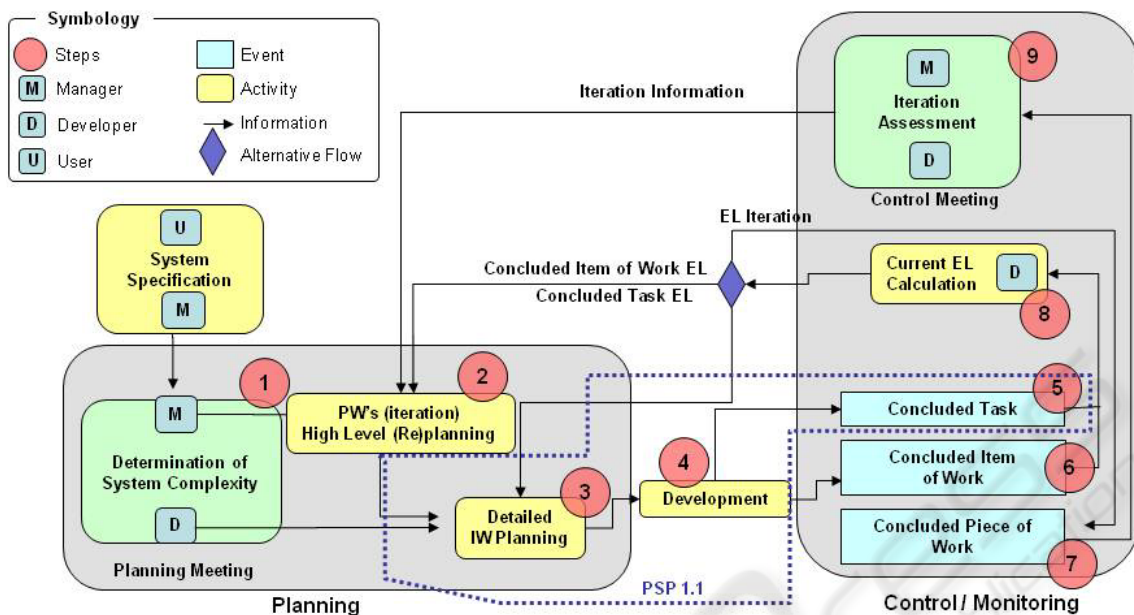 Symbology
Steps
M
Manager
D
Developer
U
User
Event
Activity
Information
Alternative Flow
9
M
Iteration
Assessment
D
Control Meeting
Iteration Information
EL Iteration
U
System
Specification
M
Concluded Item of Work EL
Concluded Task EL
Current EL
Calculation
D
8
1
2
M
PW's (iteration)
High Level (Re)planning
Determination of
System Complexity
D
Planning Meeting
3
Detailed
IW Planning
4
Development
5
Concluded Task
Concluded Item
of Work
6
Concluded Piece of
Work
7
PSP 1.1
Planning
Control / Monitoring